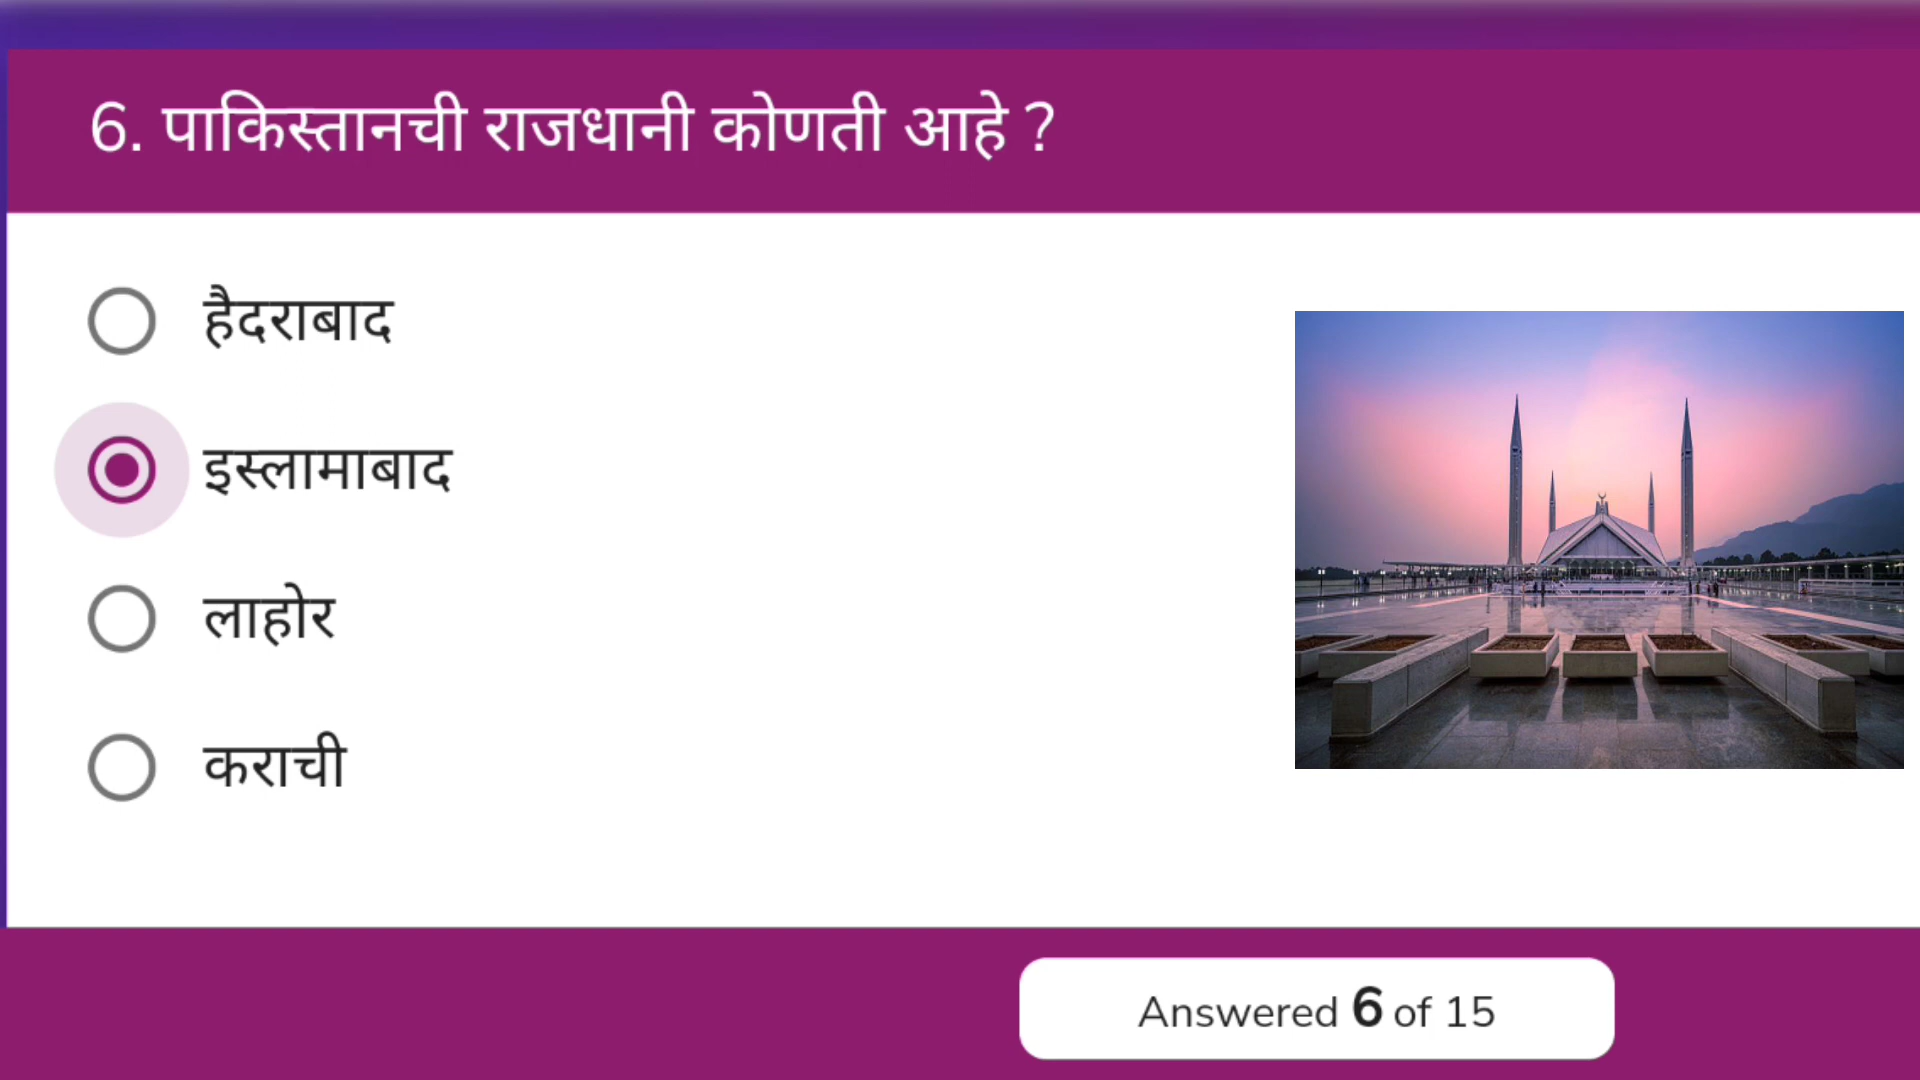 6. पाकिस्तानची राजधानी कोणती आहे ?
हैदराबाद
इस्लामाबाद
लाहोर
कराची
Answered 6 of 15